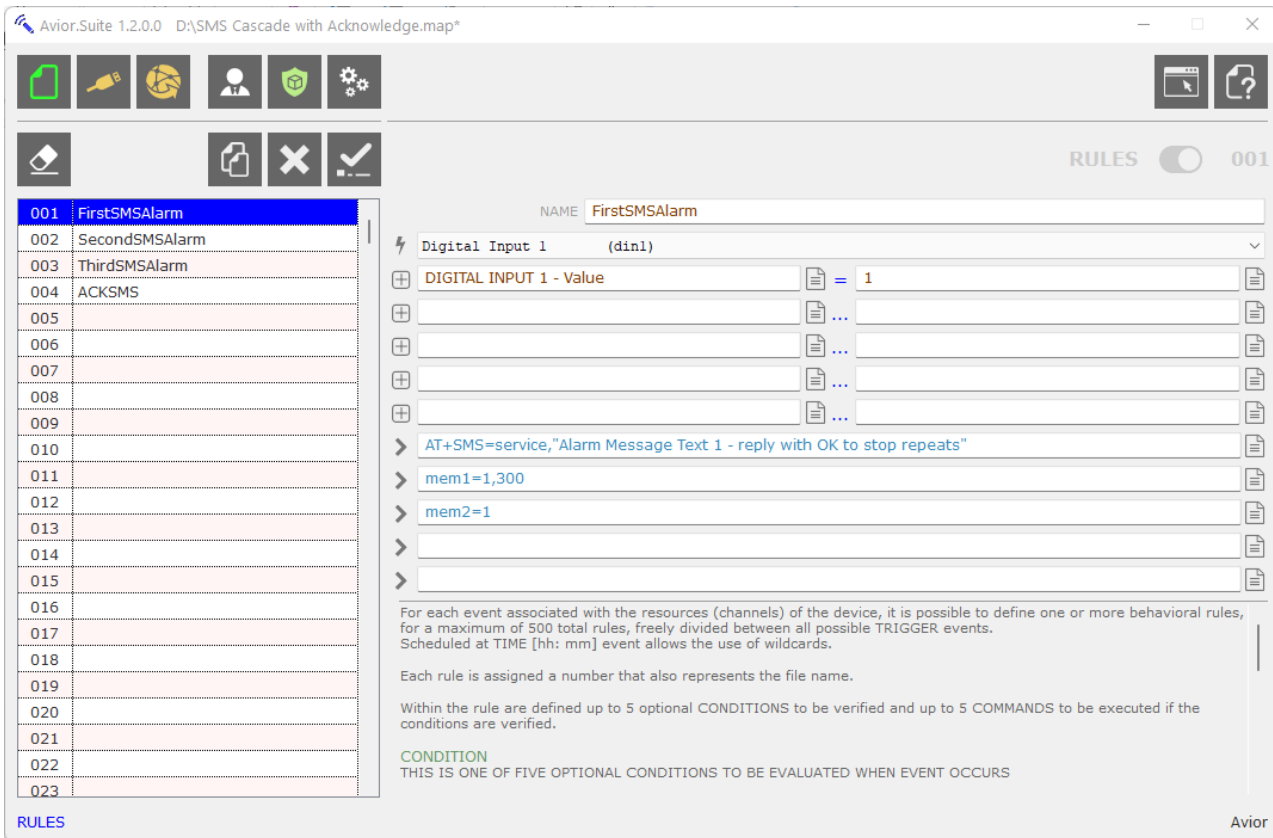 Avior.Suite 1.2.0.0 D:\SMS Cascade with Acknowledge.map*
RULES 001
001 FirstSMSAlarm
002 SecondSMSAlarm
003 ThirdSMSAlarm
004 ACKSMS
005
006
007
008
009
010
011
012
013
014
015
016
017
018
019
020
021
022
023
NAME FirstSMSAlarm
Digital Input 1 (din1)
DIGITAL INPUT 1 - Value = 1
...
...
...
...
AT+SMS=service,"Alarm Message Text 1 - reply with OK to stop repeats"
mem1=1,300
mem2=1
For each event associated with the resources (channels) of the device, it is possible to define one or more behavioral rules,
for a maximum of 500 total rules, freely divided between all possible TRIGGER events.
Scheduled at TIME [hh: mm] event allows the use of wildcards.
Each rule is assigned a number that also represents the file name.
Within the rule are defined up to 5 optional CONDITIONS to be verified and up to 5 COMMANDS to be executed if the
conditions are verified.
CONDITION
THIS IS ONE OF FIVE OPTIONAL CONDITIONS TO BE EVALUATED WHEN EVENT OCCURS
RULES
Avior